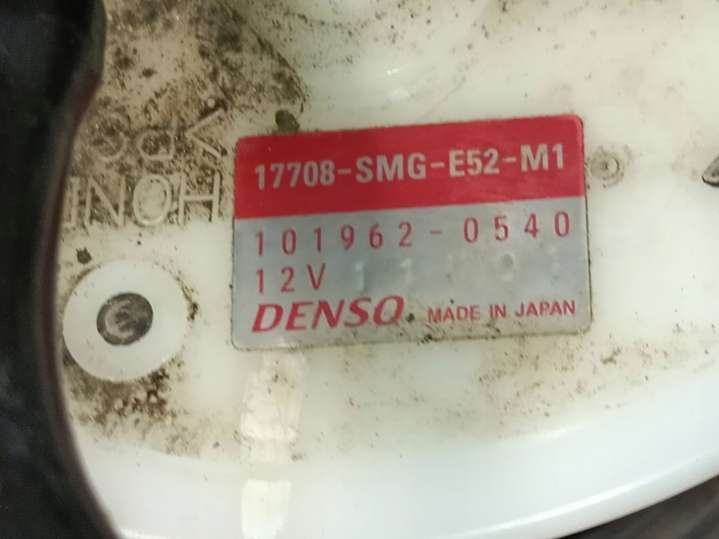 17708-SMG-E52-M1
101962-0540
12V
DENSO MADE IN JAPAN